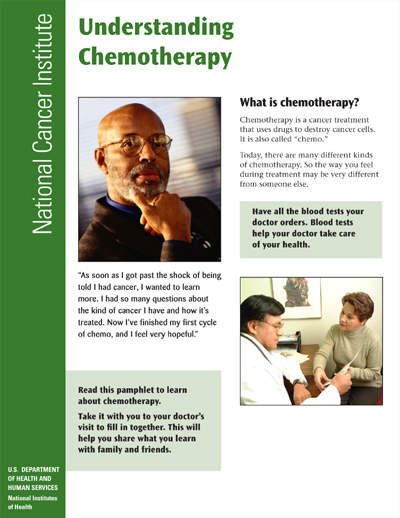 National Cancer Institute
Understanding
Chemotherapy
What is chemotherapy?
Chemotherapy is a cancer treatment
that uses drugs to destroy cancer cells.
It is also called “chemo.”
Today, there are many different kinds
of chemotherapy. So the way you feel
during treatment may be very different
from someone else.
Have all the blood tests your
doctor orders. Blood tests
help your doctor take care
of your health.
“As soon as I got past the shock of being
told I had cancer, I wanted to learn
more. I had so many questions about
the kind of cancer I have and how it’s
treated. Now I’ve finished my first cycle
of chemo, and I feel very hopeful.”
Read this pamphlet to learn
about chemotherapy.
Take it with you to your doctor’s
visit to fill in together. This will
help you share what you learn
with family and friends.
U.S. DEPARTMENT
OF HEALTH AND
HUMAN SERVICES
National Institutes
of Health